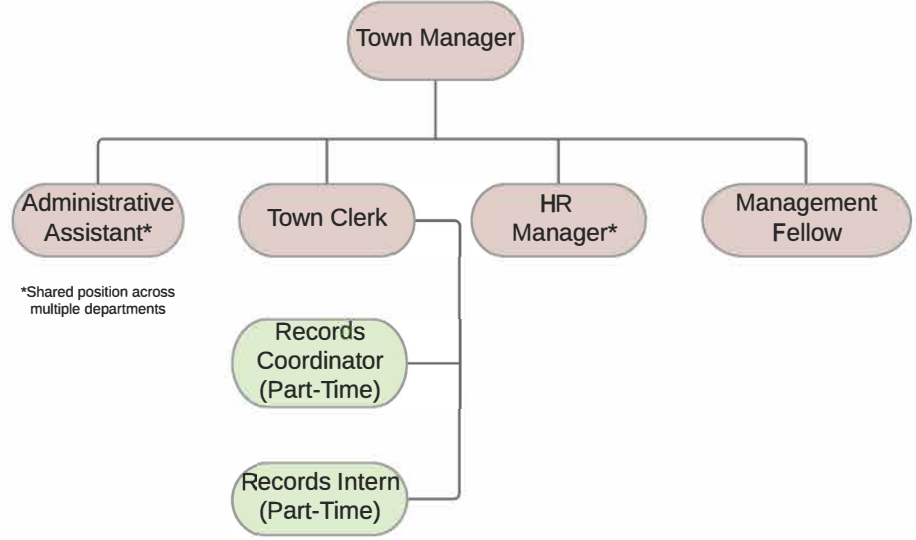 Town Manager
Administrative
Assistant*
Town Clerk
HR
Manager*
Management
Fellow
*Shared position across
multiple departments
Records
Coordinator
(Part-Time)
Records Intern
(Part-Time)